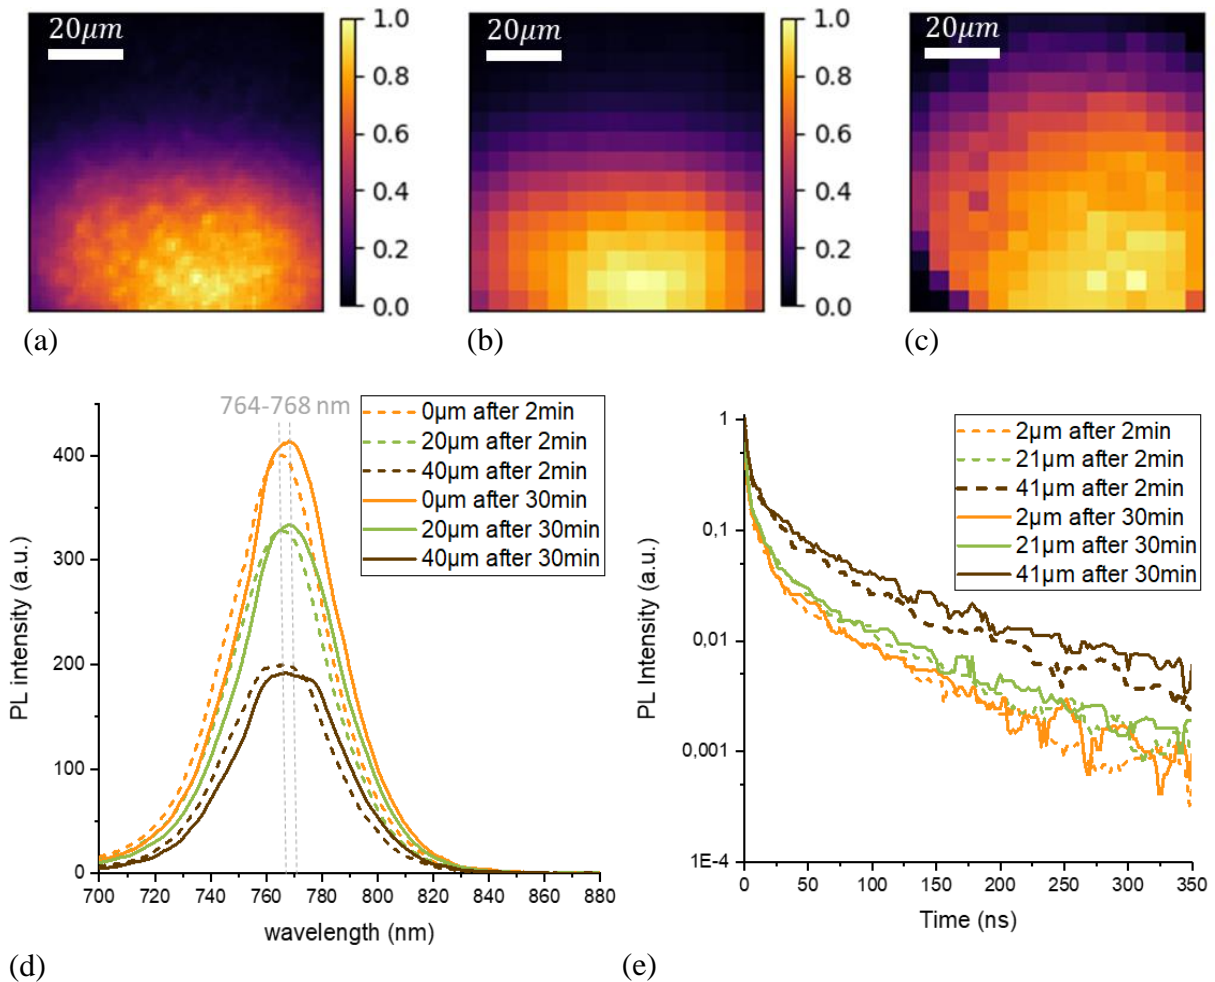 20μm
1.0
0.8
0.6
0.4
0.2
0.0
(a)
20μm
1.0
0.8
0.6
0.4
0.2
0.0
(b)
20μm
(c)
764-768 nm
0μm after 2min
20μm after 2min
40μm after 2min
0μm after 30min
20μm after 30min
40μm after 30min
PL intensity (a.u.)
400
300
200
100
0
700 720 740 760 780 800 820 840 860 880
wavelength (nm)
(d)
2μm after 2min
21μm after 2min
41μm after 2min
2μm after 30min
21μm after 30min
41μm after 30min
PL Intensity (a.u.)
1
0,1
0,01
0,001
1E-4
0 50 100 150 200 250 300 350
Time (ns)
(e)